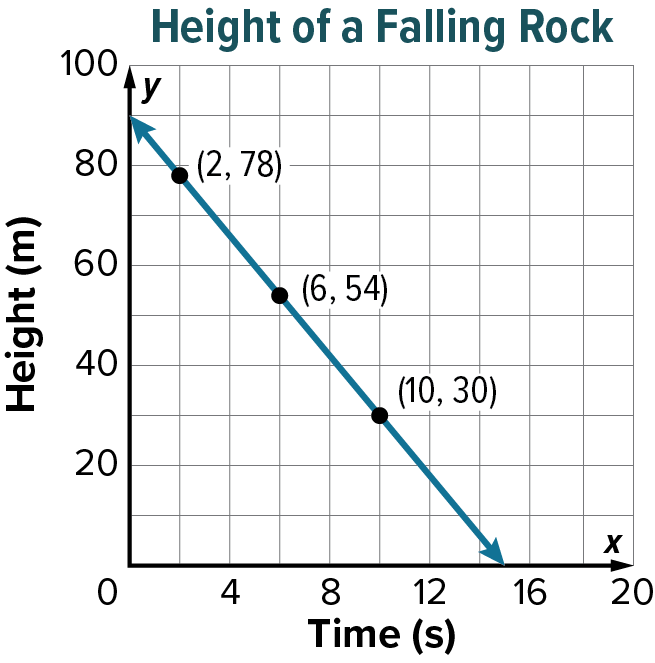 Height of a Falling Rock
100
y
80
(2, 78)
60
(6, 54)
Height (m)
40
(10, 30)
20
x
0
4
8
12
16
20
Time (s)